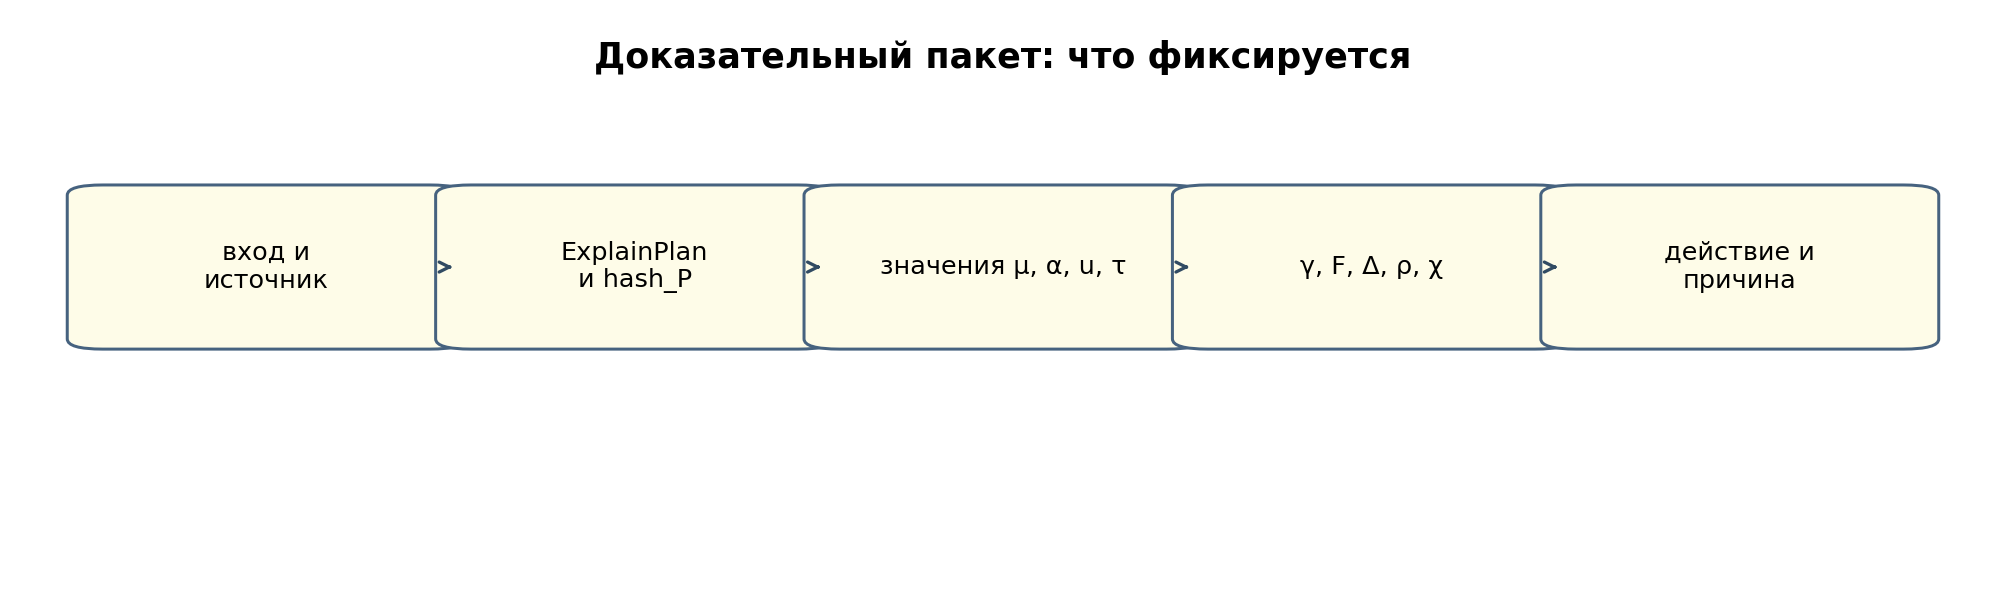 Доказательный пакет: что фиксируется
вход и
источник
ExplainPlan
и hash_P
значения μ, α, u, τ
γ, F, Δ, ρ, χ
действие и
причина